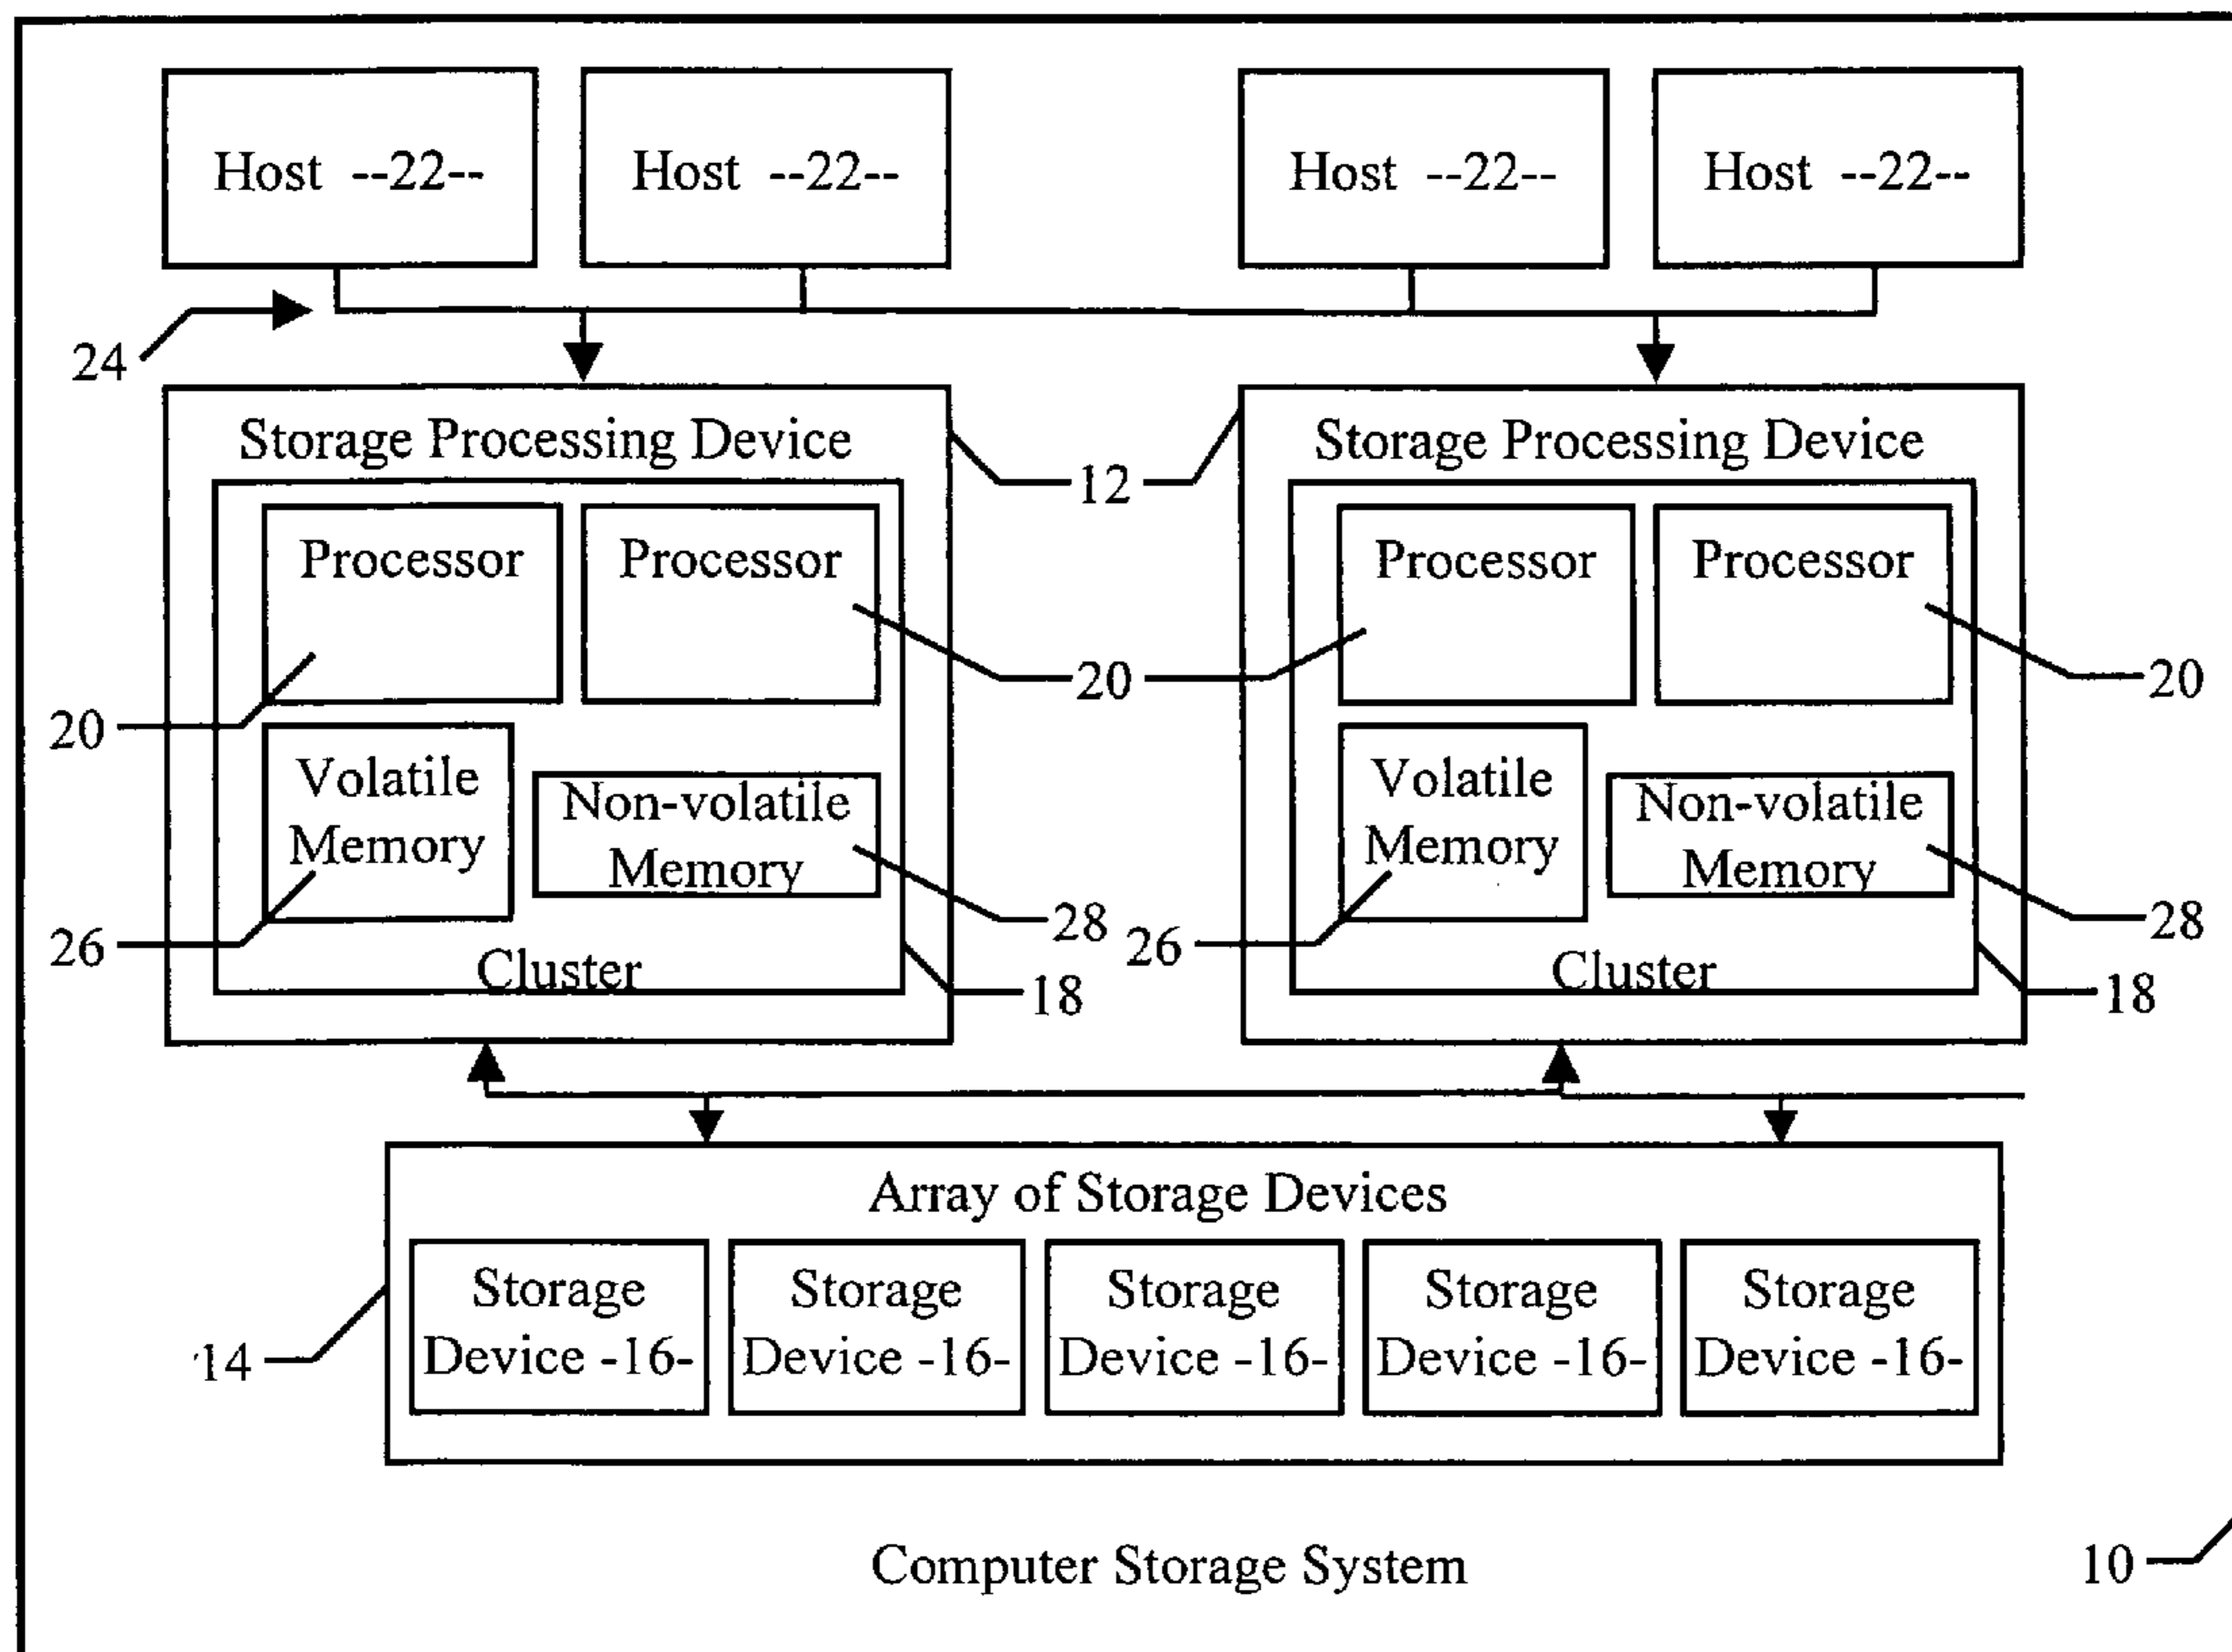 Host --22--
Host --22--
Host --22--
Host --22--
24
Storage Processing Device
12
Storage Processing Device
Processor
Processor
Processor
Processor
20
20
20
Volatile
Memory
Non-volatile
Memory
Volatile
Memory
Non-volatile
Memory
26
28
26
28
Cluster
18
Cluster
18
Array of Storage Devices
Storage
Device -16-
Storage
Device -16-
Storage
Device -16-
Storage
Device -16-
Storage
Device -16-
14
Computer Storage System
10